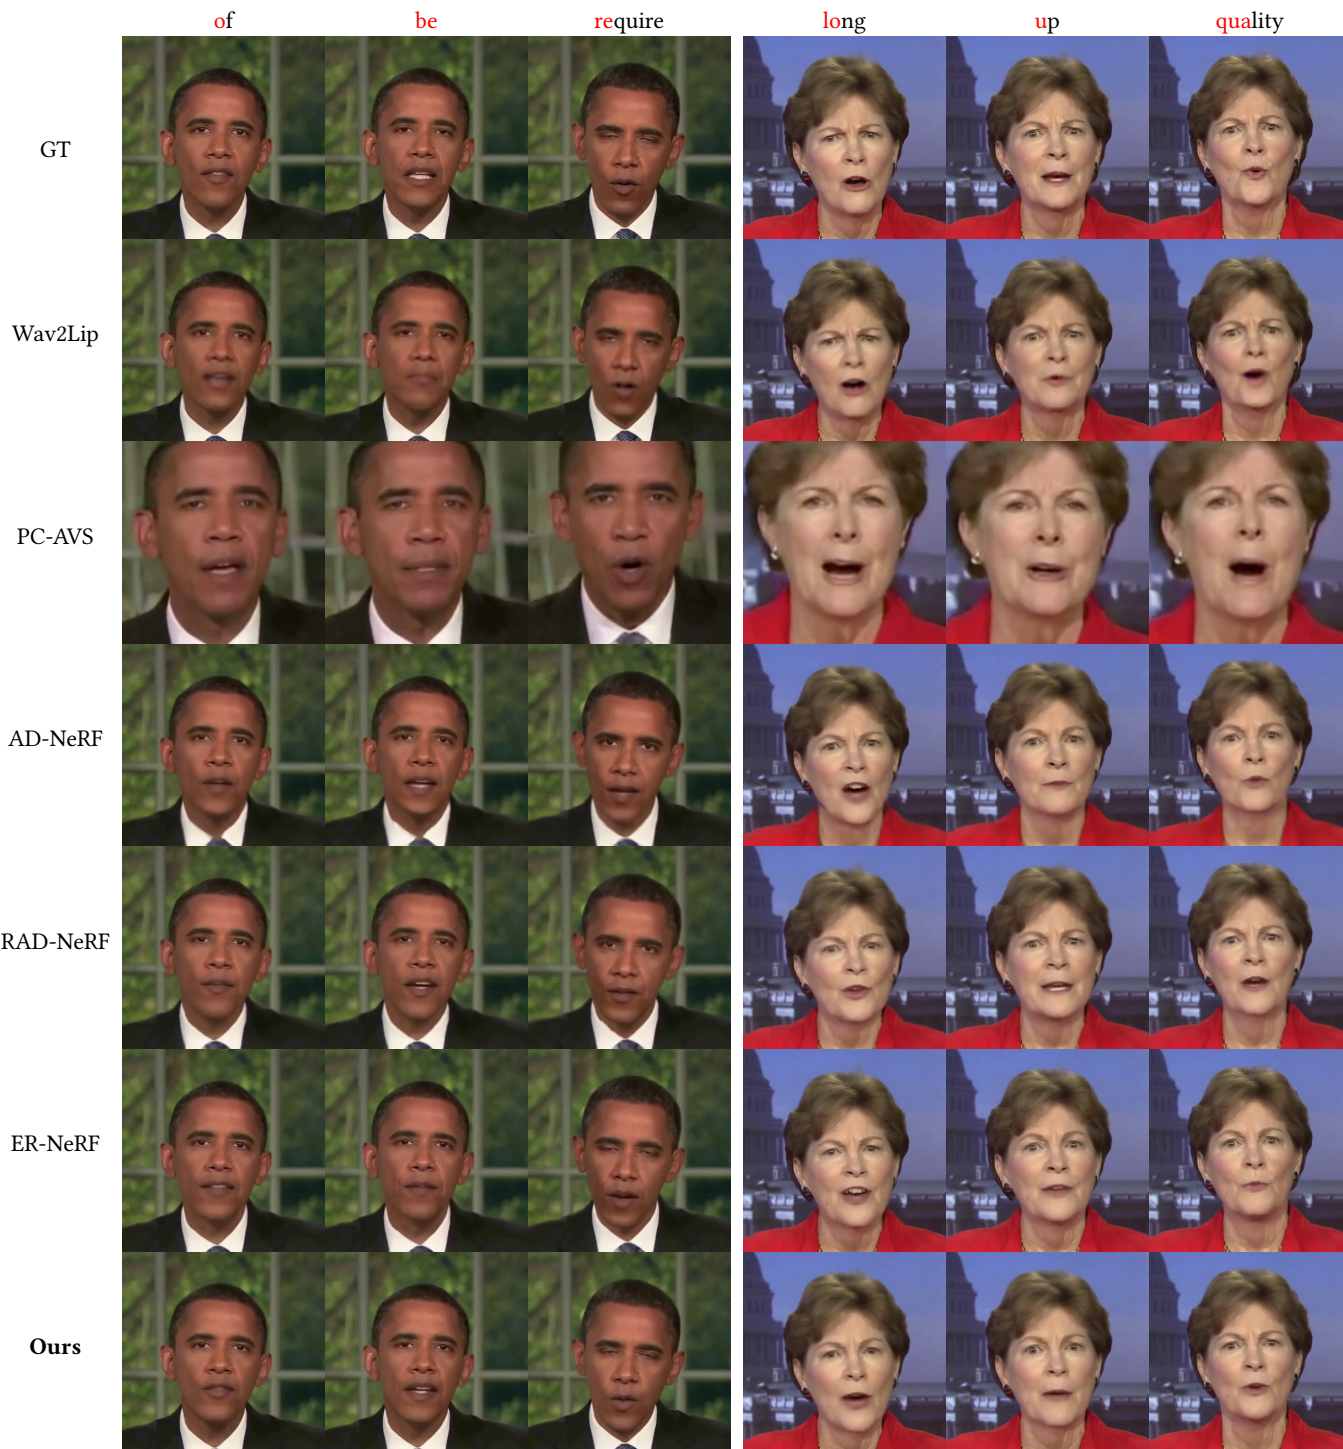 of be require long up quality
GT
Wav2Lip
PC-AVS
AD-NeRF
RAD-NeRF
ER-NeRF
Ours